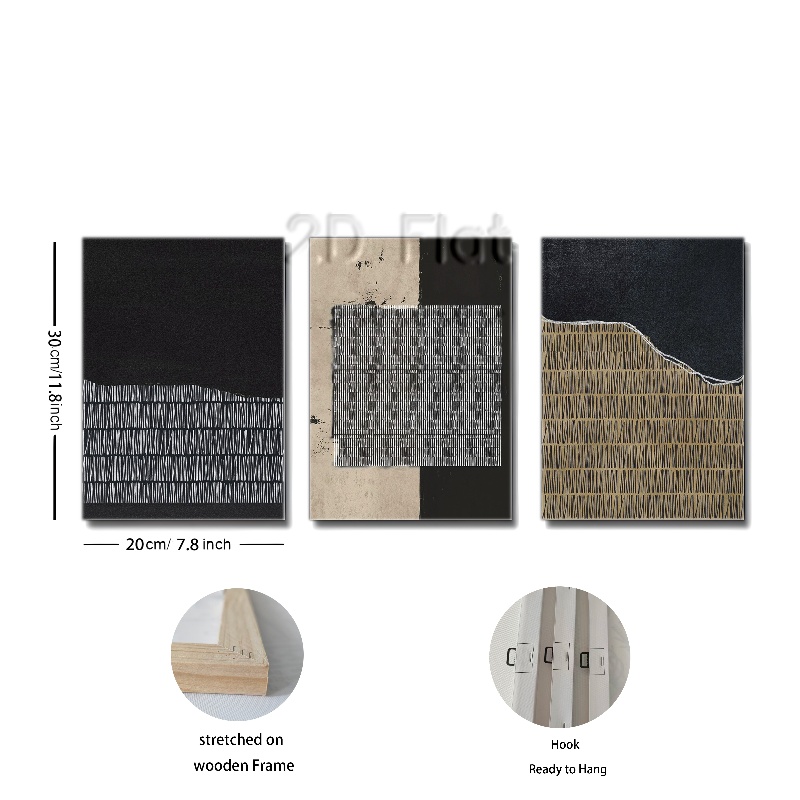 2D Flat
30cm/11.8inch
20cm/ 7.8 inch
stretched on
wooden Frame
Hook
Ready to Hang